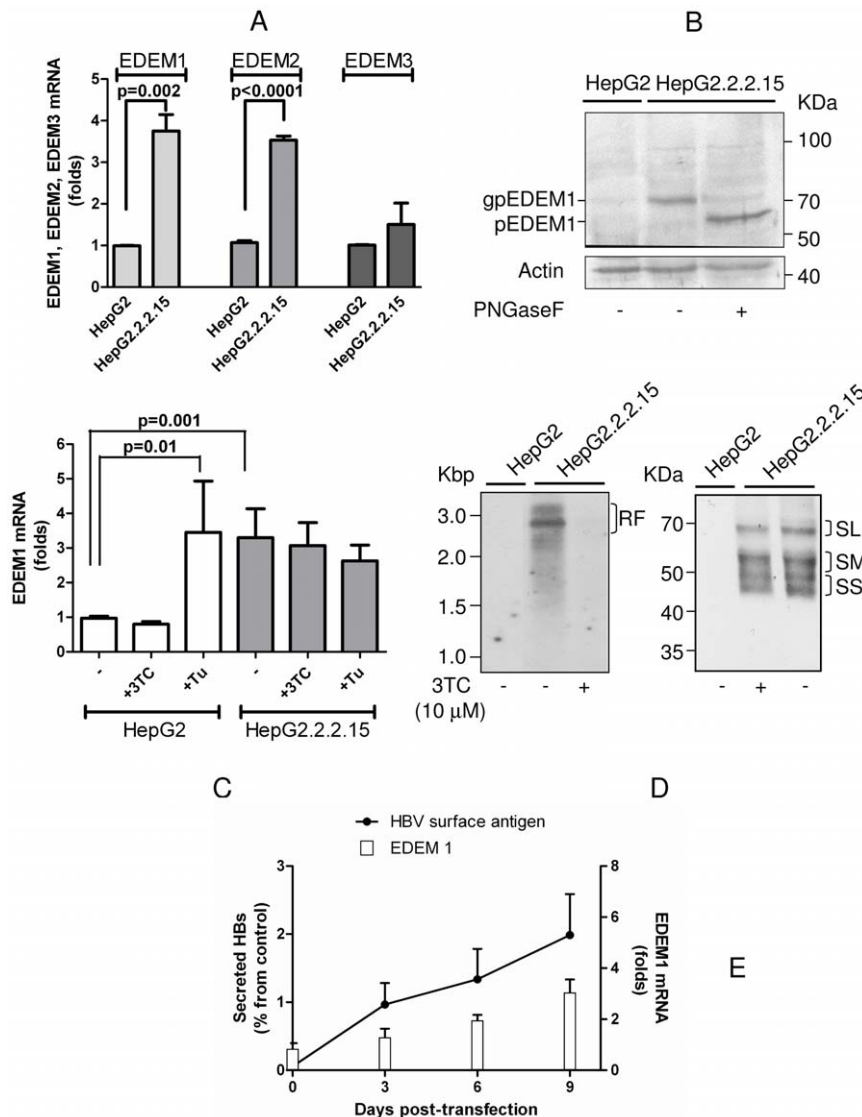 A
EDEM1 EDEM2 EDEM3
p=0.002 p<0.0001
EDEM1, EDEM2, EDEM3 mRNA
(folds)
5
4
3
2
1
0
HepG2
HepG2.2.2.15
HepG2
HepG2.2.2.15
HepG2
HepG2.2.2.15
B
HepG2 HepG2.2.2.15
KDa
100
gpEDEM1 70
pEDEM1
50
Actin 40
PNGaseF - - +
p=0.001
p=0.01
EDEM1 mRNA
(folds)
6
5
4
3
2
1
0
- +3TC +Tu - +3TC +Tu
HepG2 HepG2.2.2.15
HepG2
HepG2.2.2.15
Kbp
3.0
RF
2.0
1.5
1.0
3TC - - +
(10 µM)
HepG2
HepG2.2.2.15
KDa
70 SL
SM
50
SS
40
35
- + -
C
D
HBV surface antigen
EDEM 1
Secreted HBs
(% from control)
3
2
1
0
EDEM1 mRNA
(folds)
8
6
4
2
0
0 3 6 9
Days post-transfection
E